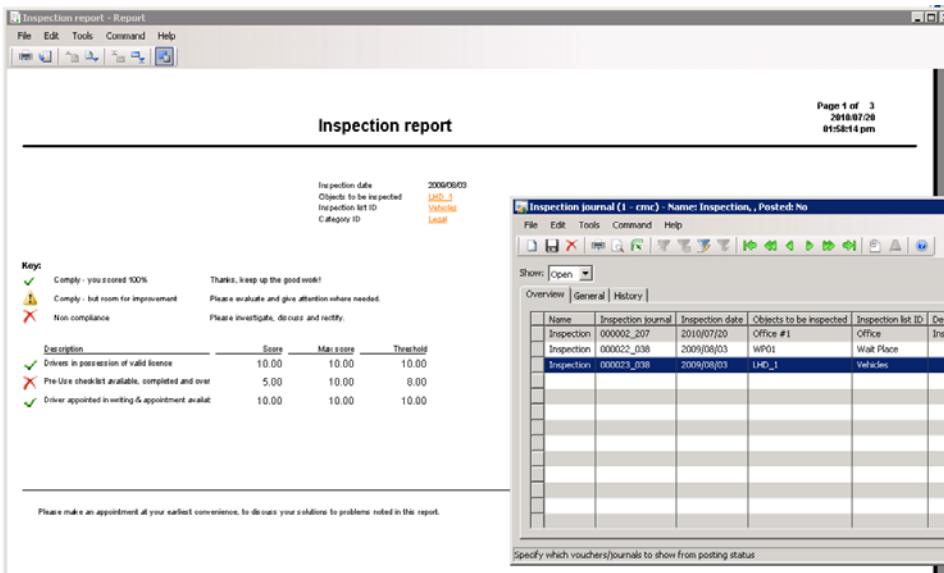 Inspection report - Report
File Edit Tools Command Help
Page 1 of 3
2010/07/20
01:58:14 pm
Inspection report
Inspection date 2009/08/03
Objects to be inspected LHD_1
Inspection list ID Vehicles
Category ID Legal
Key:
Comply - you scored 100% Thanks, keep up the good work!
Comply - but room for improvement Please evaluate and give attention where needed.
Non compliance Please investigate, discuss and rectify.
Description Score Max score Threshold
Drivers in possession of valid licence 10.00 10.00 10.00
Pre-Use checklist available, completed and over 5.00 10.00 8.00
Driver appointed in writing & appointment availat 10.00 10.00 10.00
Please make an appointment at your earliest convenience, to discuss your solutions to problems noted in this report.
Inspection journal (1 - cmc) - Name: Inspection, , Posted: No
File Edit Tools Command Help
Show: Open
Overview General History
Name Inspection journal Inspection date Objects to be inspected Inspection list ID De
Inspection 000002_207 2010/07/20 Office #1 Office Ins
Inspection 000022_038 2009/08/03 WP01 Wait Place
Inspection 000023_038 2009/08/03 LHD_1 Vehicles
Specify which vouchers/journals to show from posting status